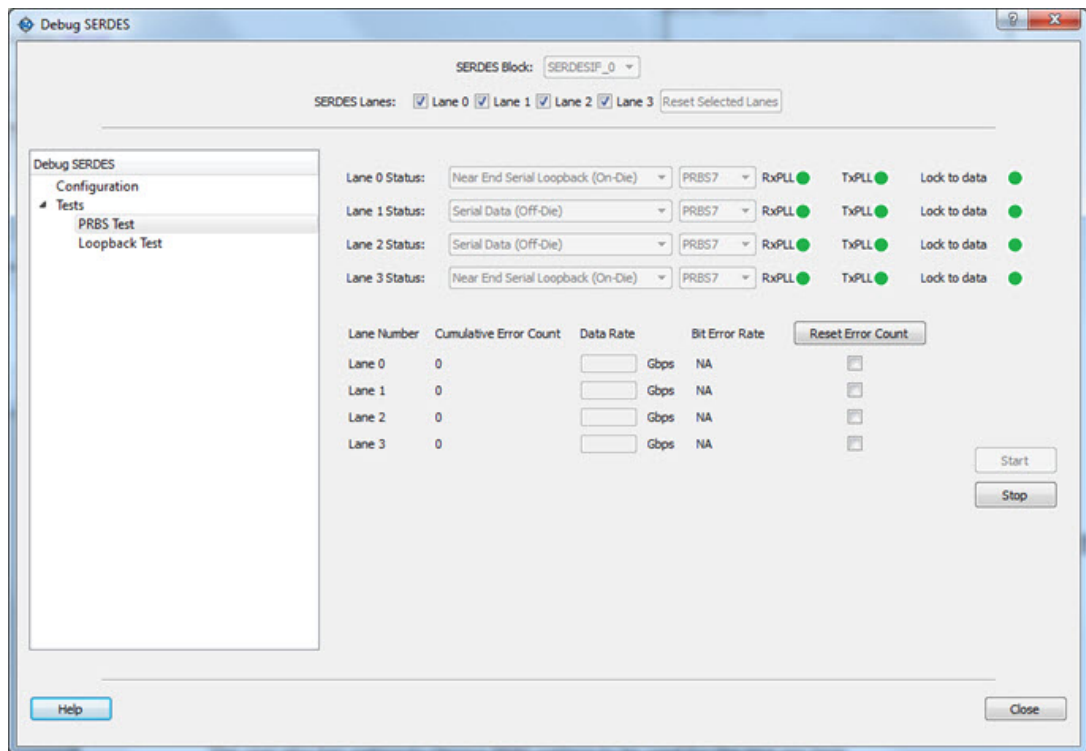 Debug SERDES
SERDES Block: SERDESIF_0
SERDES Lanes: Lane 0 Lane 1 Lane 2 Lane 3 Reset Selected Lanes
Debug SERDES
Configuration
Tests
PRBS Test
Loopback Test
Lane 0 Status: Near End Serial Loopback (On-Die) PRBS7 RxPLL TxPLL Lock to data
Lane 1 Status: Serial Data (Off-Die) PRBS7 RxPLL TxPLL Lock to data
Lane 2 Status: Serial Data (Off-Die) PRBS7 RxPLL TxPLL Lock to data
Lane 3 Status: Near End Serial Loopback (On-Die) PRBS7 RxPLL TxPLL Lock to data
Lane Number Cumulative Error Count Data Rate Bit Error Rate Reset Error Count
Lane 0 0 Gbps NA
Lane 1 0 Gbps NA
Lane 2 0 Gbps NA
Lane 3 0 Gbps NA
Start
Stop
Help Close